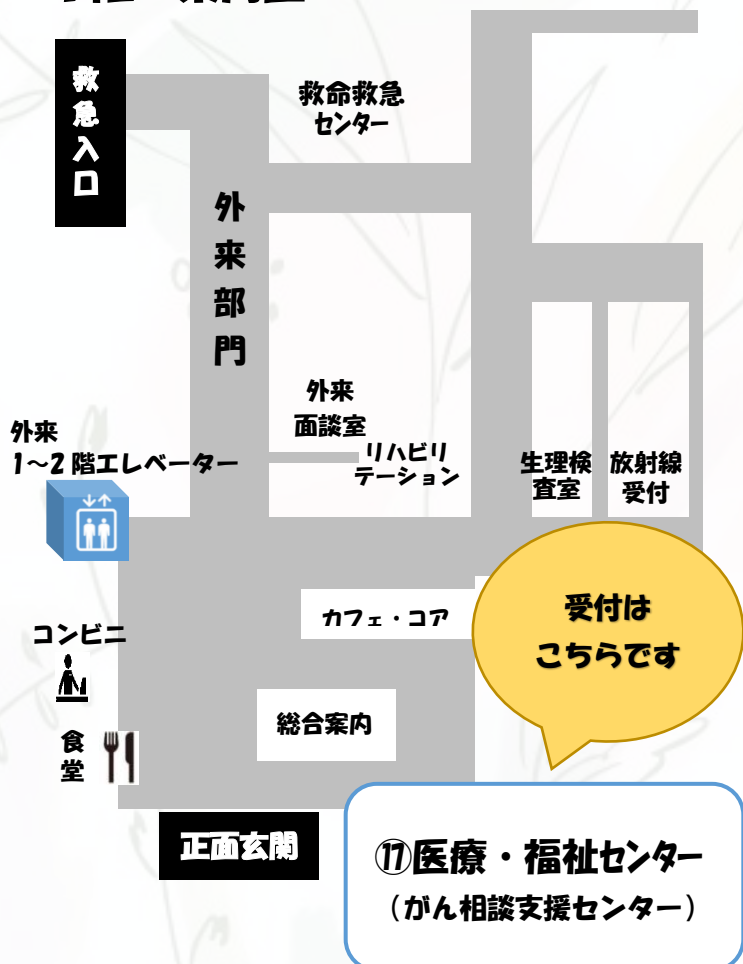 救急入口
救命救急
センター
外来部門
外来
面談室
リハビリ
テーション
外来
1～2階エレベーター
生理検
査室
放射線
受付
受付は
こちらです
カフェ・コア
コンビニ
食堂
総合案内
正面玄関
⑰医療・福祉センター
（がん相談支援センター）